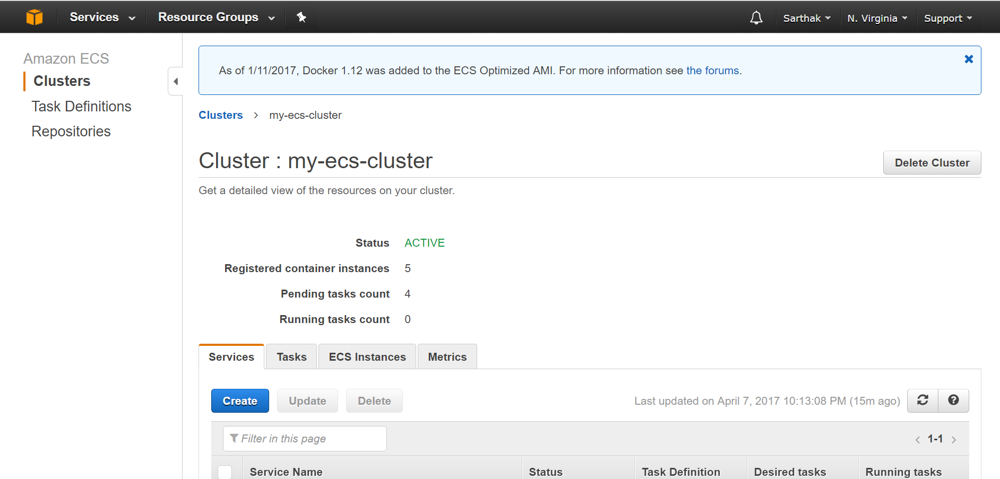 Services Resource Groups Sarthak N. Virginia Support
Amazon ECS
Clusters
Task Definitions
Repositories
As of 1/11/2017, Docker 1.12 was added to the ECS Optimized AMI. For more information see the forums.
Clusters > my-ecs-cluster
Cluster : my-ecs-cluster Delete Cluster
Get a detailed view of the resources on your cluster.
Status ACTIVE
Registered container instances 5
Pending tasks count 4
Running tasks count 0
Services Tasks ECS Instances Metrics
Create Update Delete Last updated on April 7, 2017 10:13:08 PM (15m ago)
Filter in this page < 1-1 >
Service Name Status Task Definition Desired tasks Running tasks